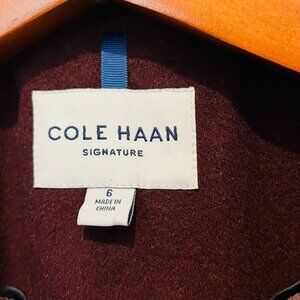 COLE HAAN
SIGNATURE
6
MADE IN
CHINA